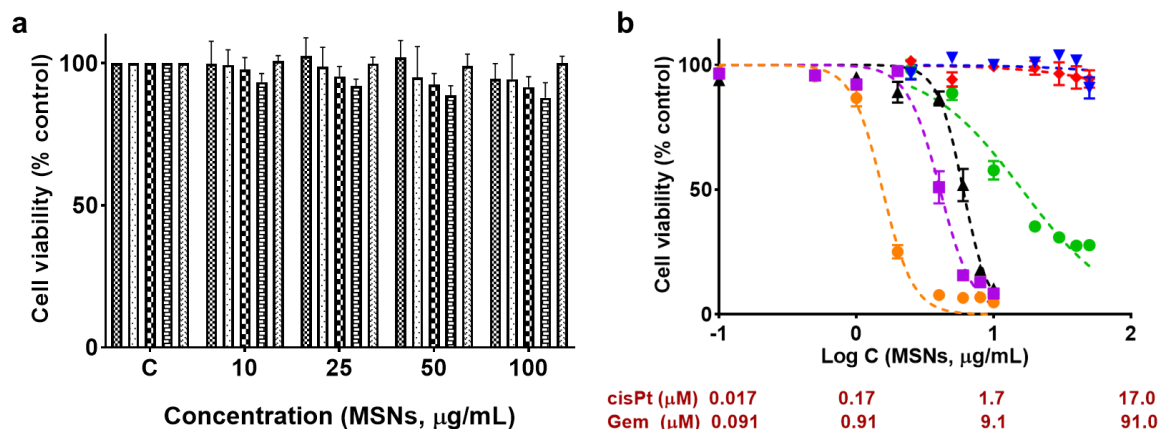 a
Cell viability (% control)
100
50
0
C 10 25 50 100
Concentration (MSNs, µg/mL)
b
Cell viability (% control)
100
50
0
-1 0 1 2
Log C (MSNs, µg/mL)
cisPt (µM) 0.017 0.17 1.7 17.0
Gem (µM) 0.091 0.91 9.1 91.0